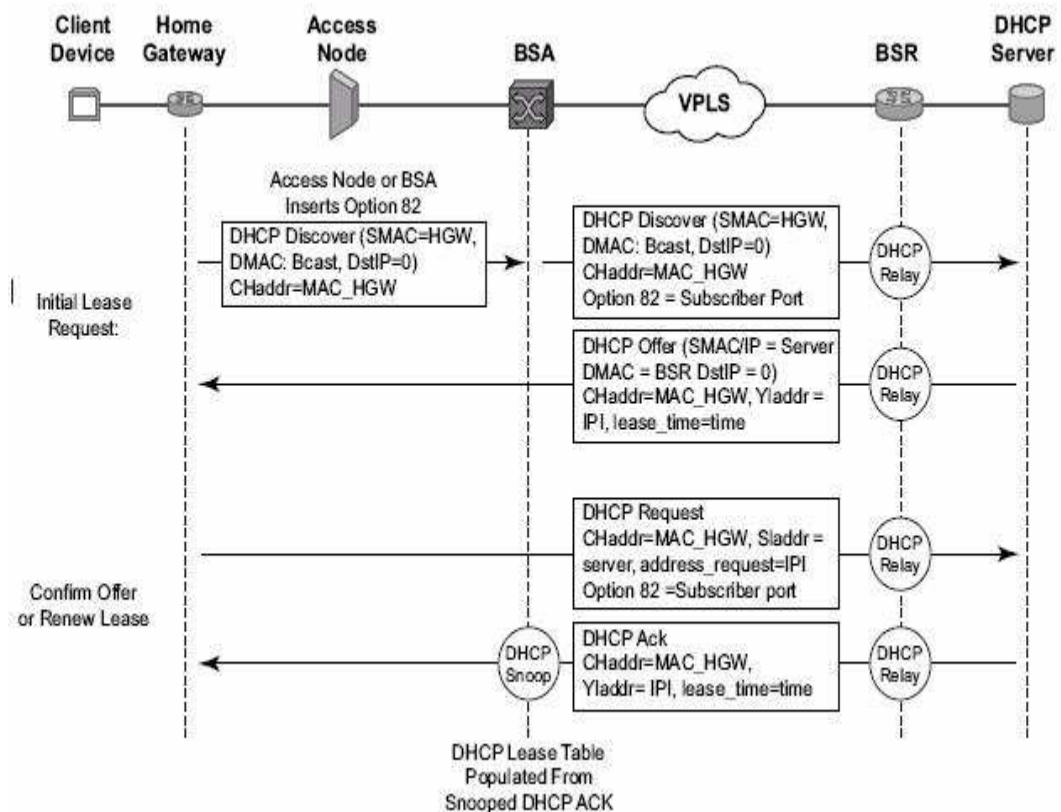 Client
Device
Home
Gateway
Access
Node
BSA
VPLS
BSR
DHCP
Server
Access Node or BSA
Inserts Option 82
DHCP Discover (SMAC=HGW,
DMAC: Bcast, DstIP=0)
CHaddr=MAC_HGW
DHCP Discover (SMAC=HGW,
DMAC: Bcast, DstIP=0)
CHaddr=MAC_HGW
Option 82 = Subscriber Port
DHCP
Relay
Initial Lease
Request:
DHCP Offer (SMAC/IP = Server
DMAC = BSR DstIP = 0)
CHaddr=MAC_HGW, YIaddr =
IPI, lease_time=time
DHCP
Relay
DHCP Request
CHaddr=MAC_HGW, SIaddr =
server, address_request=IPI
Option 82 =Subscriber port
DHCP
Relay
Confirm Offer
or Renew Lease
DHCP
Snoop
DHCP Ack
CHaddr=MAC_HGW,
YIaddr= IPI, lease_time=time
DHCP
Relay
DHCP Lease Table
Populated From
Snooped DHCP ACK